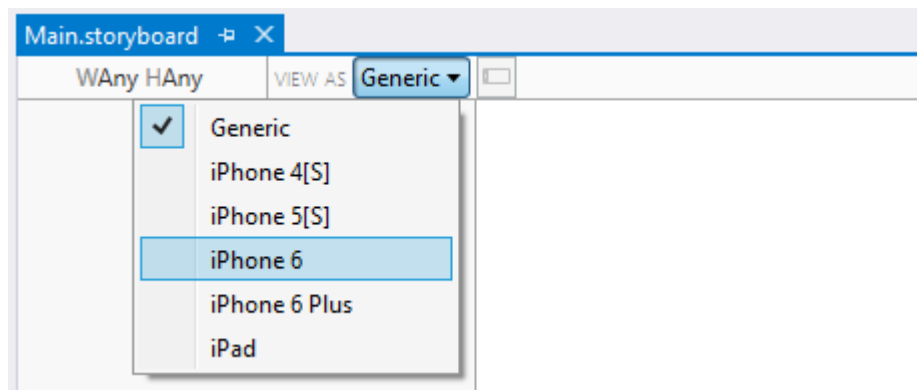 Main.storyboard
WAny HAny VIEW AS Generic
Generic
iPhone 4[S]
iPhone 5[S]
iPhone 6
iPhone 6 Plus
iPad